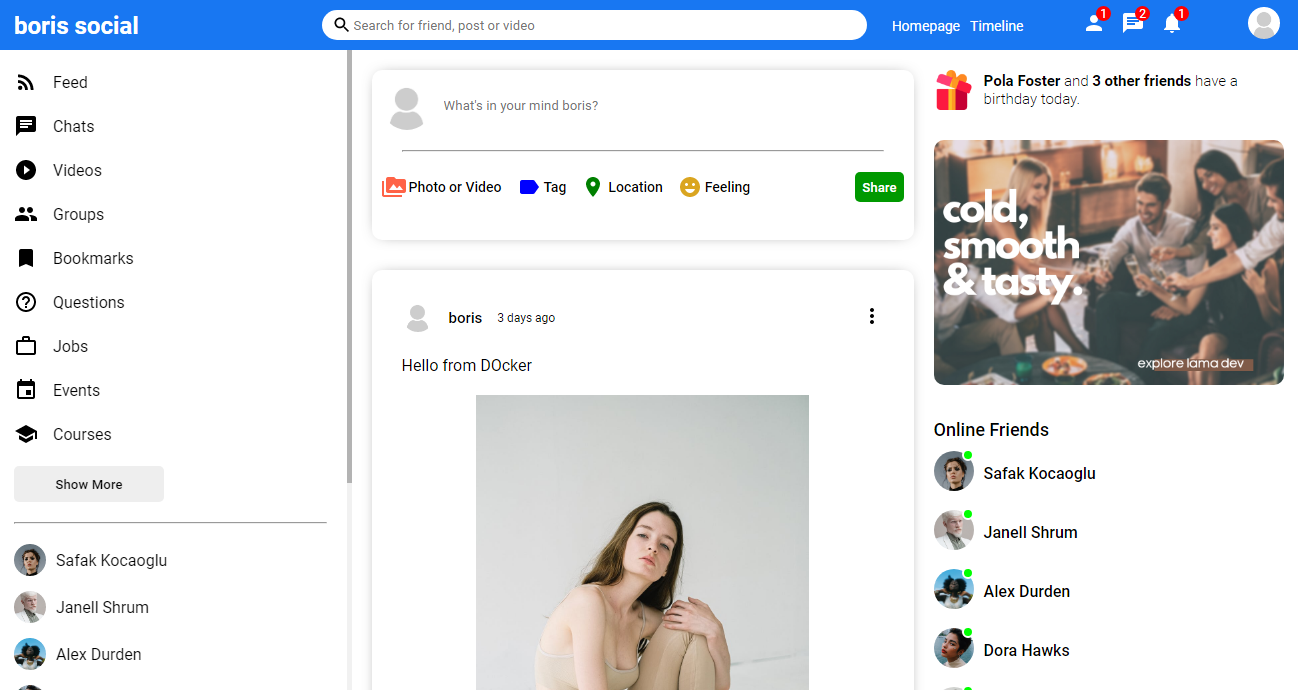 boris social
Search for friend, post or video
Homepage Timeline
1
2
1
Feed
Chats
Videos
Groups
Bookmarks
Questions
Jobs
Events
Courses
Show More
Safak Kocaoglu
Janell Shrum
Alex Durden
What's in your mind boris?
Photo or Video
Tag
Location
Feeling
Share
boris 3 days ago
Hello from DOcker
Pola Foster and 3 other friends have a
birthday today.
cold,
smooth
& tasty.
explore lama dev
Online Friends
Safak Kocaoglu
Janell Shrum
Alex Durden
Dora Hawks